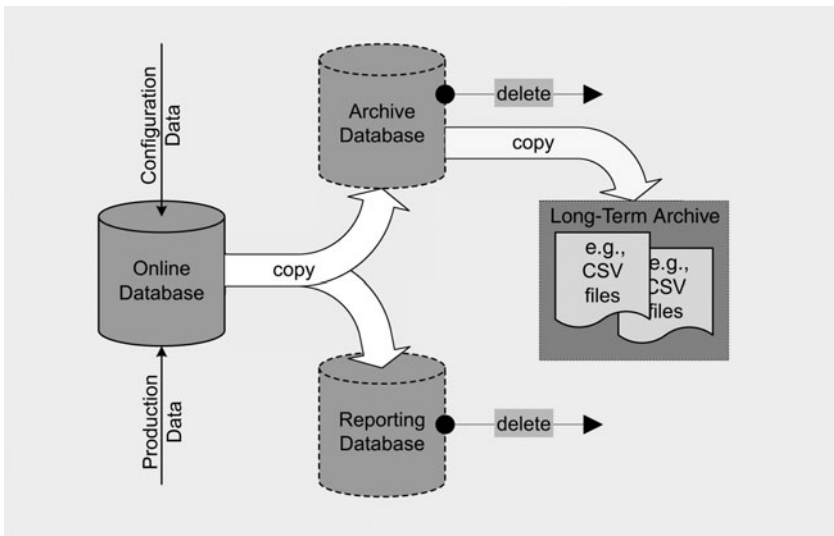 Configuration
Data
Online
Database
Production
Data
copy
Archive
Database
delete
copy
Long-Term Archive
e.g.,
CSV
files
e.g.,
CSV
files
Reporting
Database
delete